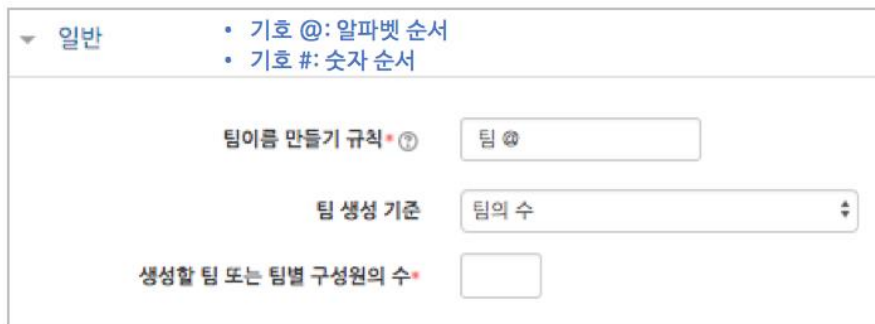 일반
• 기호 @: 알파벳 순서
• 기호 #: 숫자 순서
팀이름 만들기 규칙* ?
팀 @
팀 생성 기준
팀의 수
생성할 팀 또는 팀별 구성원의 수*